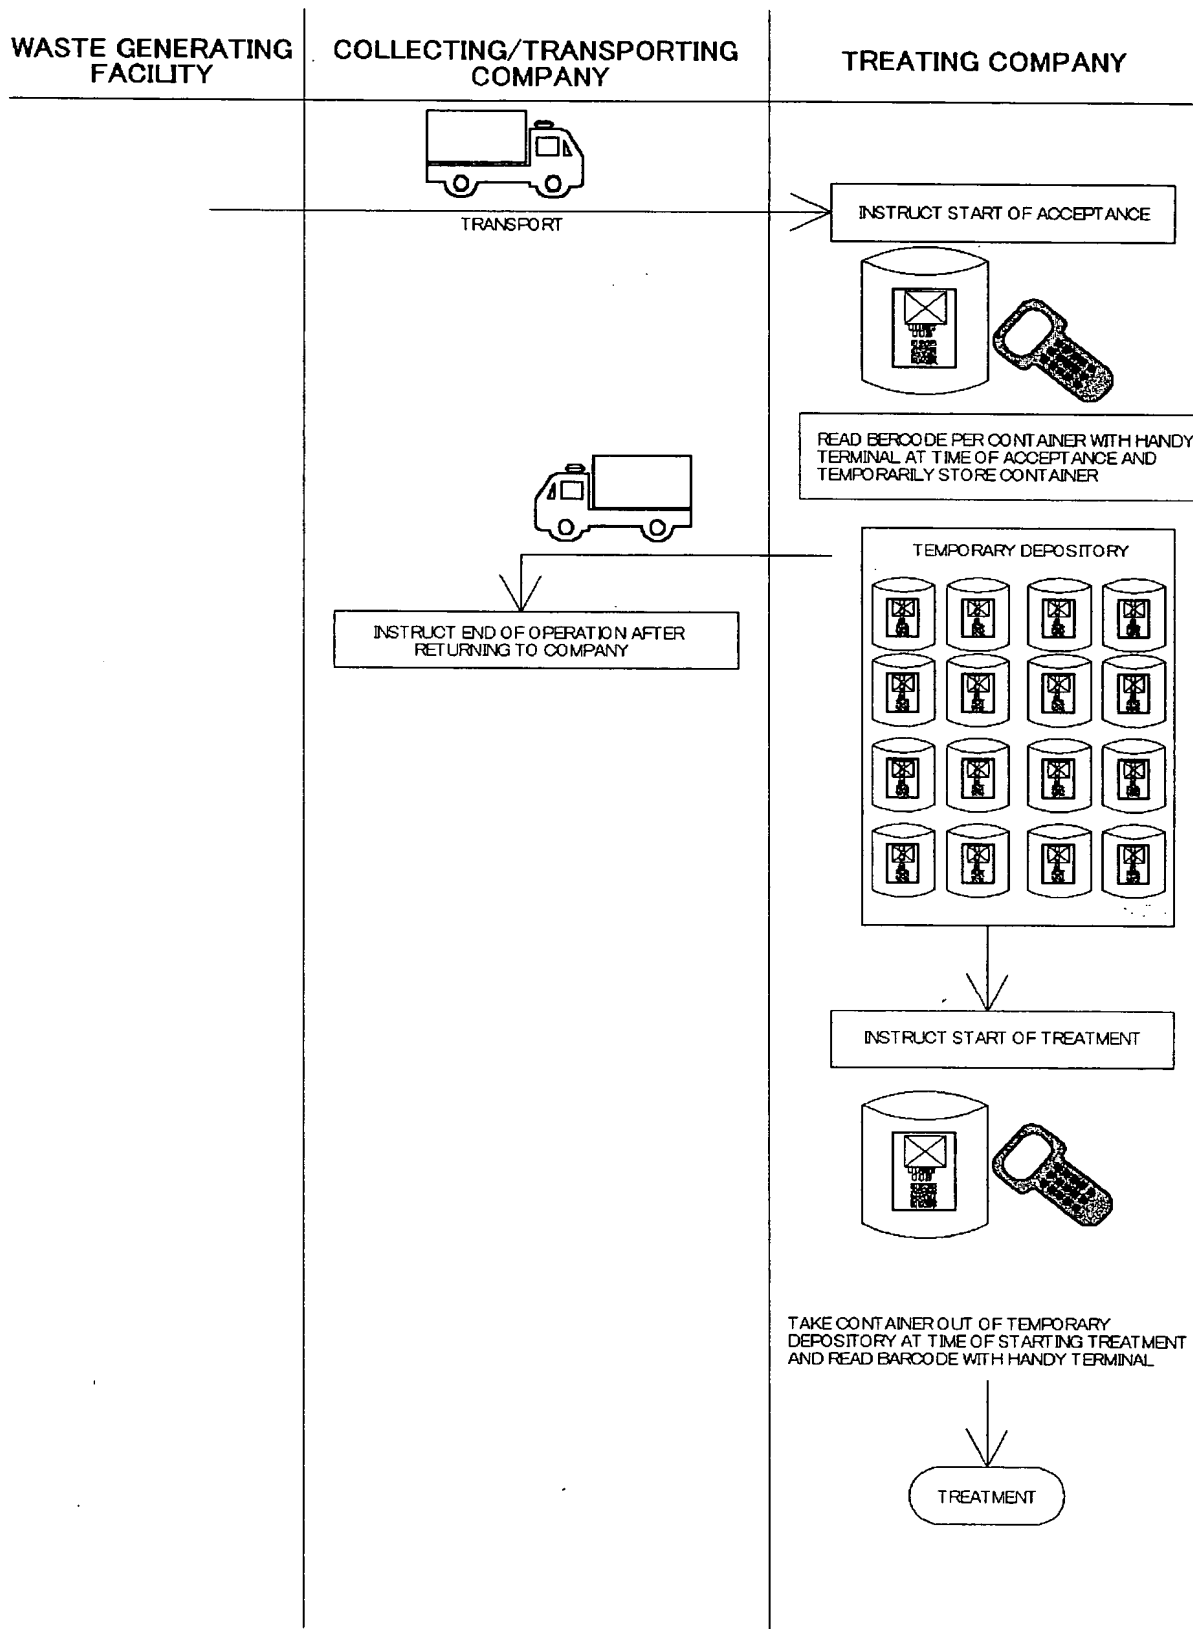 WASTE GENERATING
FACILITY
COLLECTING/TRANSPORTING
COMPANY
TREATING COMPANY
TRANSPORT
INSTRUCT START OF ACCEPTANCE
READ BERCODE PER CONTAINER WITH HANDY
TERMINAL AT TIME OF ACCEPTANCE AND
TEMPORARILY STORE CONTAINER
TEMPORARY DEPOSITORY
INSTRUCT END OF OPERATION AFTER
RETURNING TO COMPANY
INSTRUCT START OF TREATMENT
TAKE CONTAINER OUT OF TEMPORARY
DEPOSITORY AT TIME OF STARTING TREATMENT
AND READ BARCODE WITH HANDY TERMINAL
TREATMENT